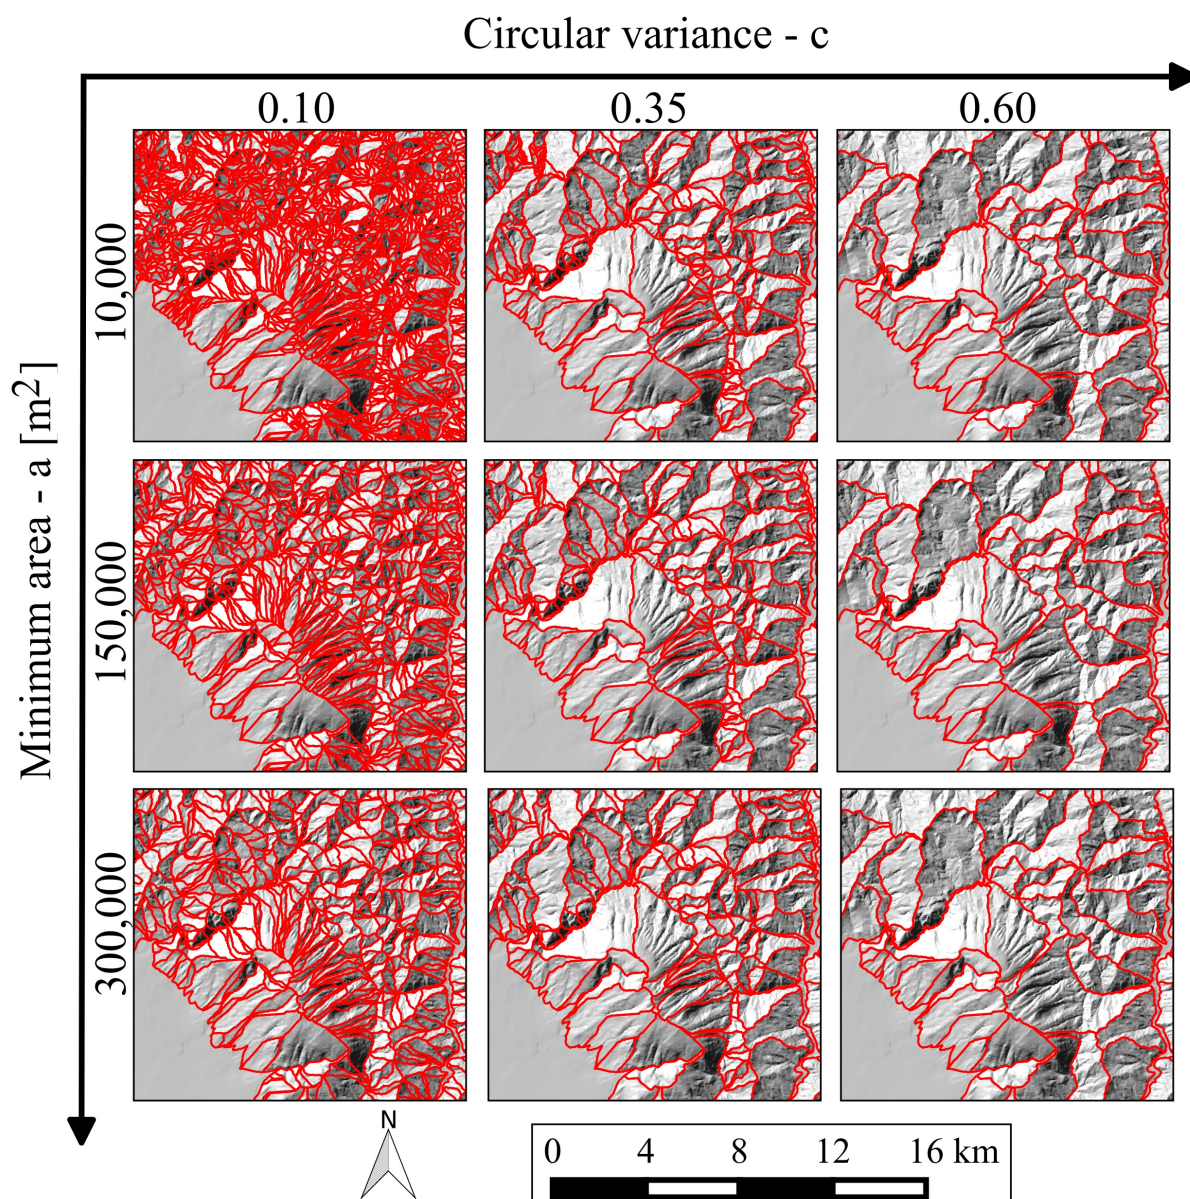 Circular variance - c
0.10 0.35 0.60
Minimum area - a [m²]
10,000
150,000
300,000
N
0 4 8 12 16 km